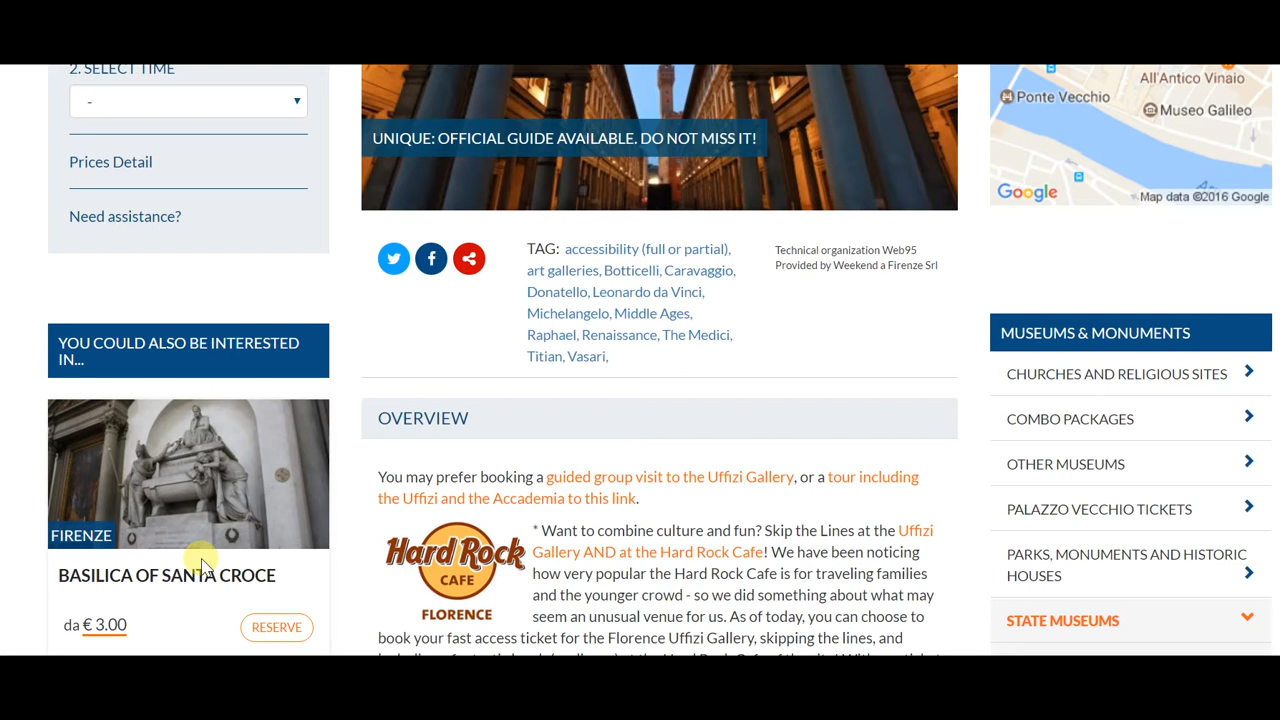 2. SELECT TIME
-
Prices Detail
Need assistance?
YOU COULD ALSO BE INTERESTED
IN...
FIRENZE
BASILICA OF SANTA CROCE
da € 3.00
RESERVE
UNIQUE: OFFICIAL GUIDE AVAILABLE. DO NOT MISS IT!
TAG: accessibility (full or partial),
art galleries, Botticelli, Caravaggio,
Donatello, Leonardo da Vinci,
Michelangelo, Middle Ages,
Raphael, Renaissance, The Medici,
Titian, Vasari,
Technical organization Web95
Provided by Weekend a Firenze Srl
OVERVIEW
You may prefer booking a guided group visit to the Uffizi Gallery, or a tour including
the Uffizi and the Accademia to this link.
Hard Rock
CAFE
FLORENCE
* Want to combine culture and fun? Skip the Lines at the Uffizi
Gallery AND at the Hard Rock Cafe! We have been noticing
how very popular the Hard Rock Cafe is for traveling families
and the younger crowd - so we did something about what may
seem an unusual venue for us. As of today, you can choose to
book your fast access ticket for the Florence Uffizi Gallery, skipping the lines, and
All'Antico Vinaio
Ponte Vecchio
Museo Galileo
Google
Map data ©2016 Google
MUSEUMS & MONUMENTS
CHURCHES AND RELIGIOUS SITES
COMBO PACKAGES
OTHER MUSEUMS
PALAZZO VECCHIO TICKETS
PARKS, MONUMENTS AND HISTORIC
HOUSES
STATE MUSEUMS